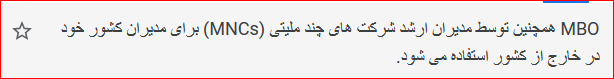 MBO همچنین توسط مدیران ارشد شرکت های چند ملیتی (MNCs) برای مدیران کشور خود
در خارج از کشور استفاده می شود.